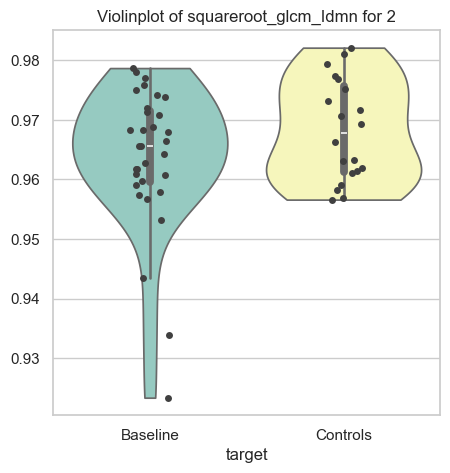 Violinplot of squareroot_glcm_Idmn for 2
0.98
0.97
0.96
0.95
0.94
0.93
Baseline
Controls
target